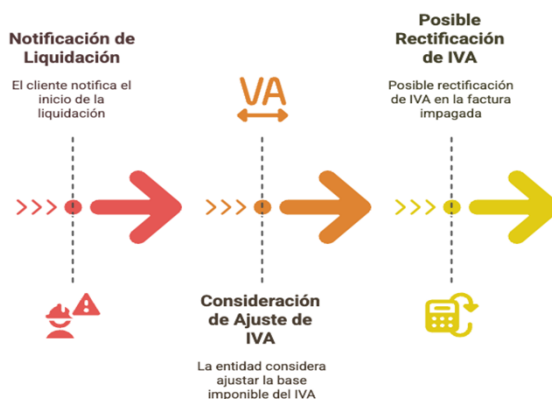 Notificación de
Liquidación
El cliente notifica el
inicio de la
liquidación
VA
Consideración
de Ajuste de
IVA
La entidad considera
ajustar la base
imponible del IVA
Posible
Rectificación
de IVA
Posible rectificación
de IVA en la factura
impagada